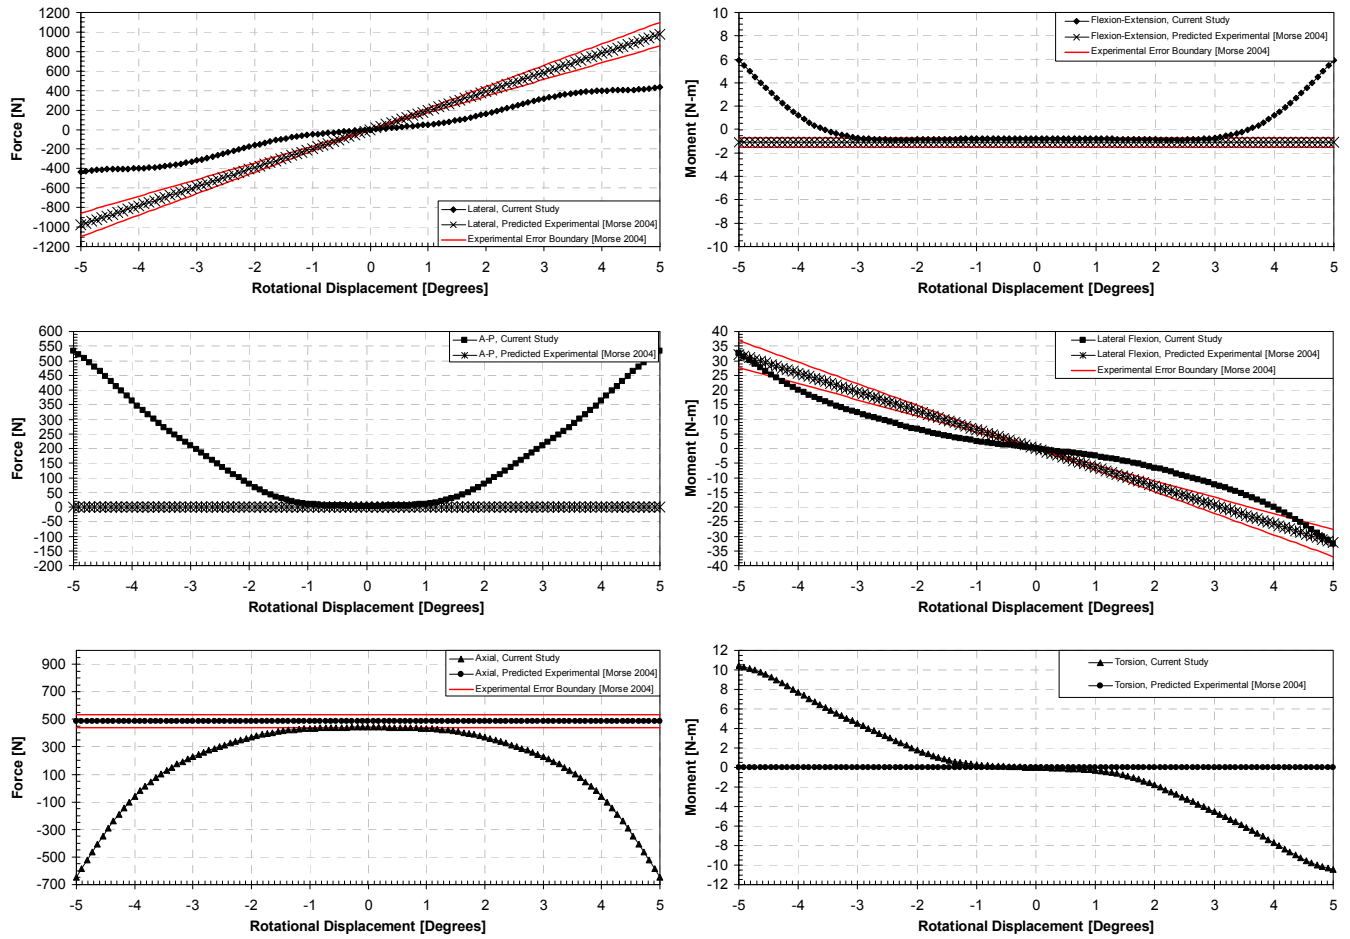 1200
1000
800
600
400
200
0
-200
-400
-600
-800
-1000
-1200
Force [N]
Lateral, Current Study
Lateral, Predicted Experimental [Morse 2004]
Experimental Error Boundary [Morse 2004]
-5 -4 -3 -2 -1 0 1 2 3 4 5
Rotational Displacement [Degrees]
10
8
6
4
2
0
-2
-4
-6
-8
-10
Moment [N-m]
Flexion-Extension, Current Study
Flexion-Extension, Predicted Experimental [Morse 2004]
Experimental Error Boundary [Morse 2004]
-5 -4 -3 -2 -1 0 1 2 3 4 5
Rotational Displacement [Degrees]
600
550
500
450
400
350
300
250
200
150
100
50
0
-50
-100
-150
-200
Force [N]
A-P, Current Study
A-P, Predicted Experimental [Morse 2004]
-5 -4 -3 -2 -1 0 1 2 3 4 5
Rotational Displacement [Degrees]
40
35
30
25
20
15
10
5
0
-5
-10
-15
-20
-25
-30
-35
-40
Moment [N-m]
Lateral Flexion, Current Study
Lateral Flexion, Predicted Experimental [Morse 2004]
Experimental Error Boundary [Morse 2004]
-5 -4 -3 -2 -1 0 1 2 3 4 5
Rotational Displacement [Degrees]
900
700
500
300
100
-100
-300
-500
-700
Force [N]
Axial, Current Study
Axial, Predicted Experimental [Morse 2004]
Experimental Error Boundary [Morse 2004]
-5 -4 -3 -2 -1 0 1 2 3 4 5
Rotational Displacement [Degrees]
12
10
8
6
4
2
0
-2
-4
-6
-8
-10
-12
Moment [N-m]
Torsion, Current Study
Torsion, Predicted Experimental [Morse 2004]
-5 -4 -3 -2 -1 0 1 2 3 4 5
Rotational Displacement [Degrees]